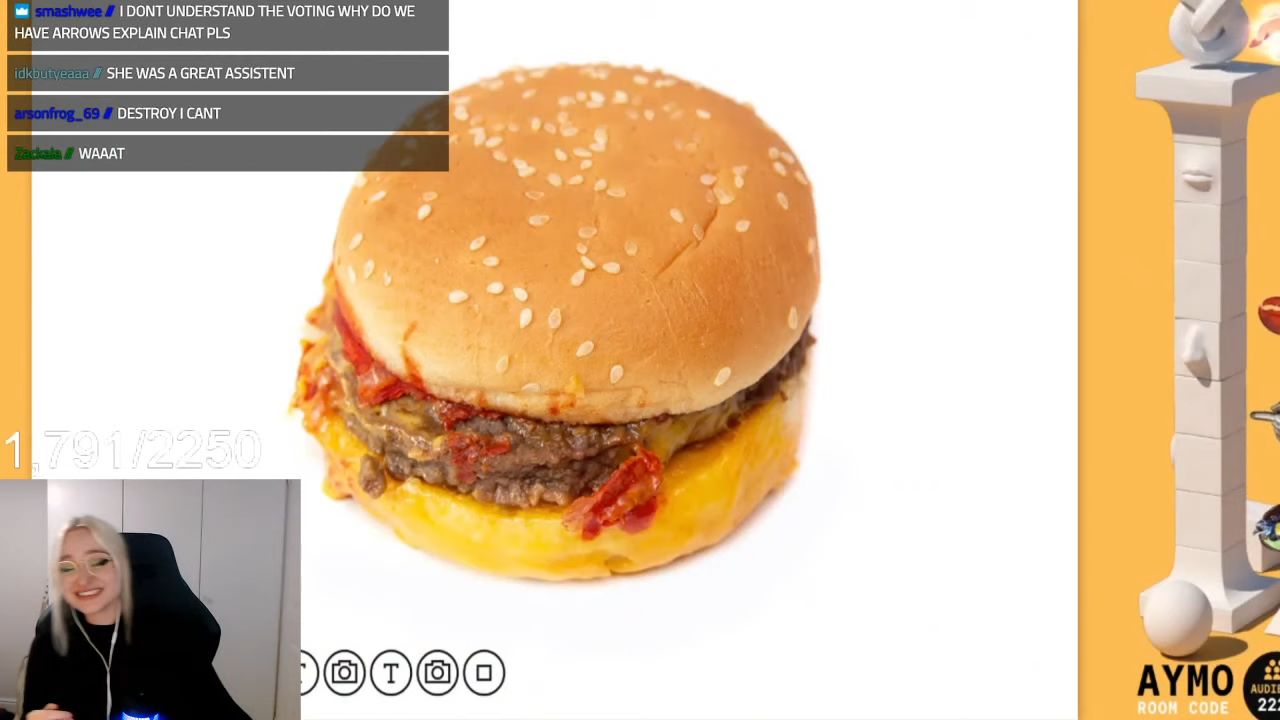 smashwee // I DONT UNDERSTAND THE VOTING WHY DO WE
HAVE ARROWS EXPLAIN CHAT PLS
idkbutyeaaa // SHE WAS A GREAT ASSISTENT
arsonfrog_69 // DESTROY I CANT
// WAAAT
1,791/2250
T
AYMO
ROOM CODE